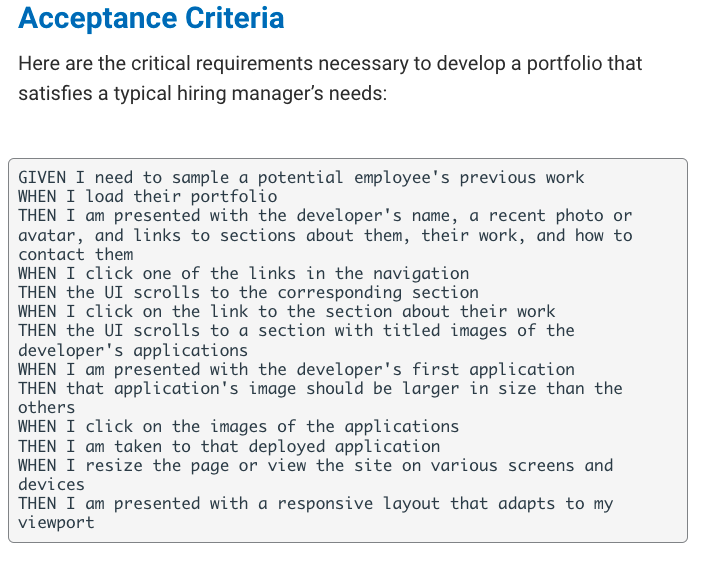 Acceptance Criteria
Here are the critical requirements necessary to develop a portfolio that
satisfies a typical hiring manager’s needs:
GIVEN I need to sample a potential employee's previous work
WHEN I load their portfolio
THEN I am presented with the developer's name, a recent photo or
avatar, and links to sections about them, their work, and how to
contact them
WHEN I click one of the links in the navigation
THEN the UI scrolls to the corresponding section
WHEN I click on the link to the section about their work
THEN the UI scrolls to a section with titled images of the
developer's applications
WHEN I am presented with the developer's first application
THEN that application's image should be larger in size than the
others
WHEN I click on the images of the applications
THEN I am taken to that deployed application
WHEN I resize the page or view the site on various screens and
devices
THEN I am presented with a responsive layout that adapts to my
viewport